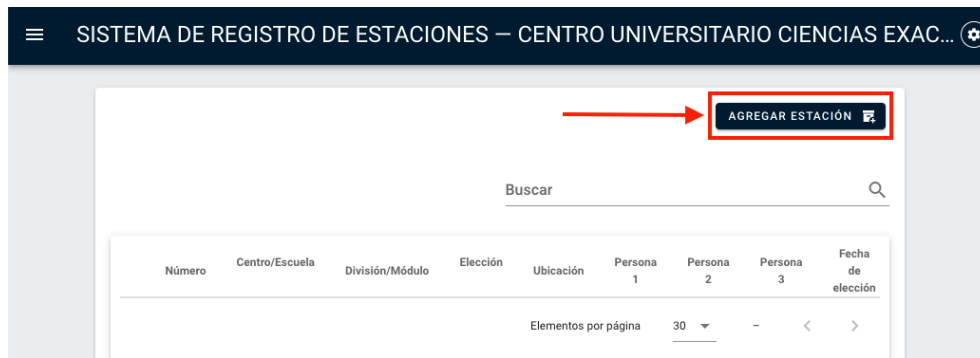 SISTEMA DE REGISTRO DE ESTACIONES — CENTRO UNIVERSITARIO CIENCIAS EXAC...
AGREGAR ESTACIÓN
Buscar
Número Centro/Escuela División/Módulo Elección Ubicación Persona 1 Persona 2 Persona 3 Fecha de elección
Elementos por página 30 –